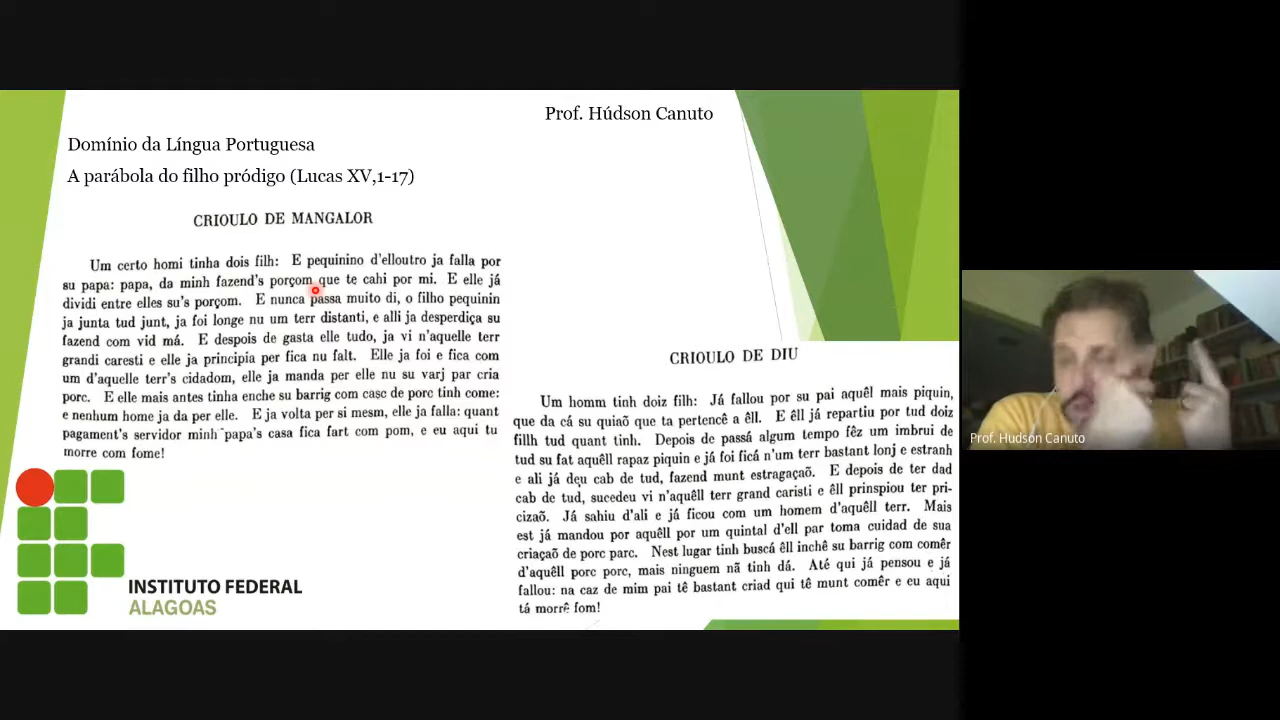 Prof. Húdson Canuto
Domínio da Língua Portuguesa
A parábola do filho pródigo (Lucas XV,1-17)
CRIOULO DE MANGALOR
Um certo homi tinha dois filh: E pequinino d'elloutro ja falla por
su papa: papa, da minh fazend's porçom que te cahi por mi. E elle já
dividi entre elles su's porçom. E nunca passa muito di, o filho pequinin
ja junta tud junt, ja foi longe nu um terr distanti, e alli ja desperdiça su
fazend com vid má. E despois de gasta elle tudo, ja vi n'aquelle terr
grandi caresti e elle ja principia per fica nu falt. Elle ja foi e fica com
um d'aquelle terr's cidadom, elle ja manda per elle nu su varj par cria
porc. E elle mais antes tinha enche su barrig com casc de porc tinh come:
e nenhum home ja da per elle. E ja volta per si mesm, elle ja falla: quant
pagament's servidor minh papa's casa fica fart com pom, e eu aqui tu
morre com fome!
CRIOULO DE DIU
Um homm tinh doiz filh: Já fallou por su pai aquêl mais piquin,
que da cá su quiaõ que ta pertencê a êll. E êll já repartiu por tud doiz
fillh tud quant tinh. Depois de passá algum tempo fêz um imbrui de
tud su fat aquêll rapaz piquin e já foi ficá n'um terr bastant lonj e estranh
e ali já deu cab de tud, fazend munt estragaçaõ. E depois de ter dad
cab de tud, sucedeu vi n'aquêll terr grand caristi e êll prinspiou ter pri-
cizaõ. Já sahiu d'ali e já ficou com um homem d'aquêll terr. Mais
est já mandou por aquêll por um quintal d'ell par toma cuidad de sua
criaçaõ de porc parc. Nest lugar tinh buscá êll inchê su barrig com comêr
d'aquêll porc porc, mais ninguem nã tinh dá. Até qui já pensou e já
fallou: na caz de mim pai tê bastant criad qui tê munt comêr e eu aqui
tá morrê fom!
INSTITUTO FEDERAL
ALAGOAS
Prof. Hudson Canuto